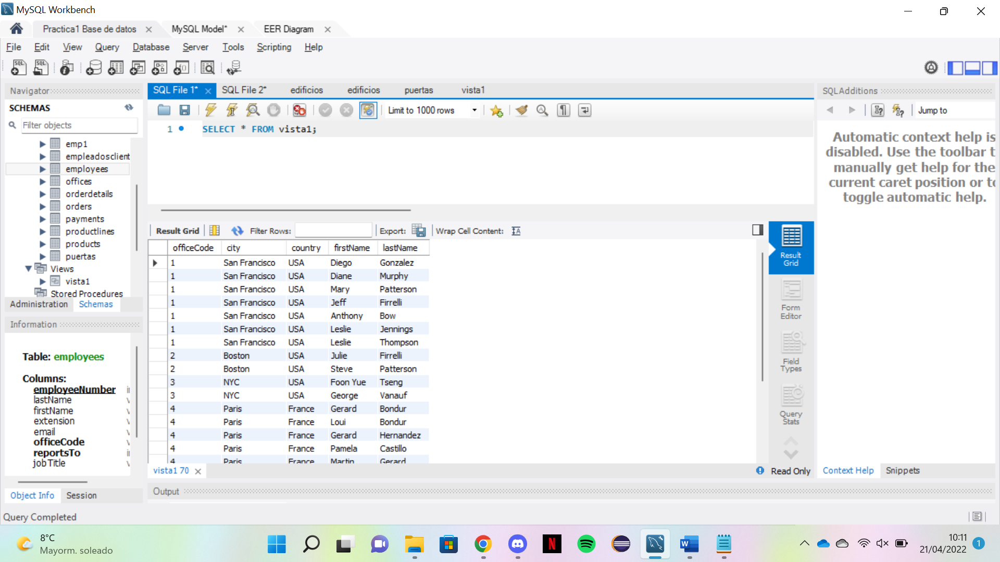 MySQL Workbench
Practica1 Base de datos
MySQL Model*
EER Diagram
File Edit View Query Database Server Tools Scripting Help
Navigator
SCHEMAS
Filter objects
emp1
empleadosclient
employees
offices
orderdetails
orders
payments
productlines
products
puertas
Views
vista1
Stored Procedures
Administration Schemas
Information
Table: employees
Columns:
employeeNumber
lastName
firstName
extension
email
officeCode
reportsTo
jobTitle
Object Info Session
SQL File 1* SQL File 2* edificios edificios puertas vista1
Limit to 1000 rows
1 SELECT * FROM vista1;
Result Grid Filter Rows: Export: Wrap Cell Content:
officeCode city country firstName lastName
1 San Francisco USA Diego Gonzalez
1 San Francisco USA Diane Murphy
1 San Francisco USA Mary Patterson
1 San Francisco USA Jeff Firrelli
1 San Francisco USA Anthony Bow
1 San Francisco USA Leslie Jennings
1 San Francisco USA Leslie Thompson
2 Boston USA Julie Firrelli
2 Boston USA Steve Patterson
3 NYC USA Foon Yue Tseng
3 NYC USA George Vanauf
4 Paris France Gerard Bondur
4 Paris France Loui Bondur
4 Paris France Gerard Hernandez
4 Paris France Pamela Castillo
4 Paris France Martin Gerard
Result
Grid
Form
Editor
Field
Types
Query
Stats
vista1 70
Read Only
Output
SQLAdditions
Jump to
Automatic context help is
disabled. Use the toolbar t
manually get help for the
current caret position or to
toggle automatic help.
Context Help Snippets
Query Completed
8°C
Mayorm. soleado
10:11
21/04/2022
1